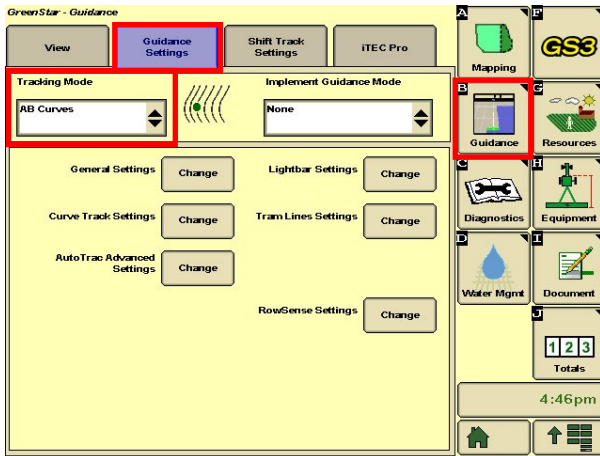 GreenStar - Guidance
View
Guidance
Settings
Shift Track
Settings
iTEC Pro
Tracking Mode
AB Curves
Implement Guidance Mode
None
General Settings
Change
Lightbar Settings
Change
Curve Track Settings
Change
Tram Lines Settings
Change
AutoTrac Advanced
Settings
Change
RowSense Settings
Change
A
Mapping
F
GS3
B
Guidance
G
Resources
C
Diagnostics
H
Equipment
D
Water Mgmt
I
Document
J
1 2 3
Totals
4:46pm